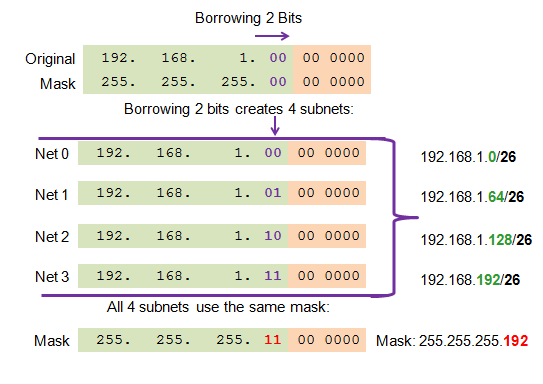 Borrowing 2 Bits
Original 192. 168. 1. 00 00 0000
Mask 255. 255. 255. 00 00 0000
Borrowing 2 bits creates 4 subnets:
Net 0 192. 168. 1. 00 00 0000 192.168.1.0/26
Net 1 192. 168. 1. 01 00 0000 192.168.1.64/26
Net 2 192. 168. 1. 10 00 0000 192.168.1.128/26
Net 3 192. 168. 1. 11 00 0000 192.168.192/26
All 4 subnets use the same mask:
Mask 255. 255. 255. 11 00 0000 Mask: 255.255.255.192